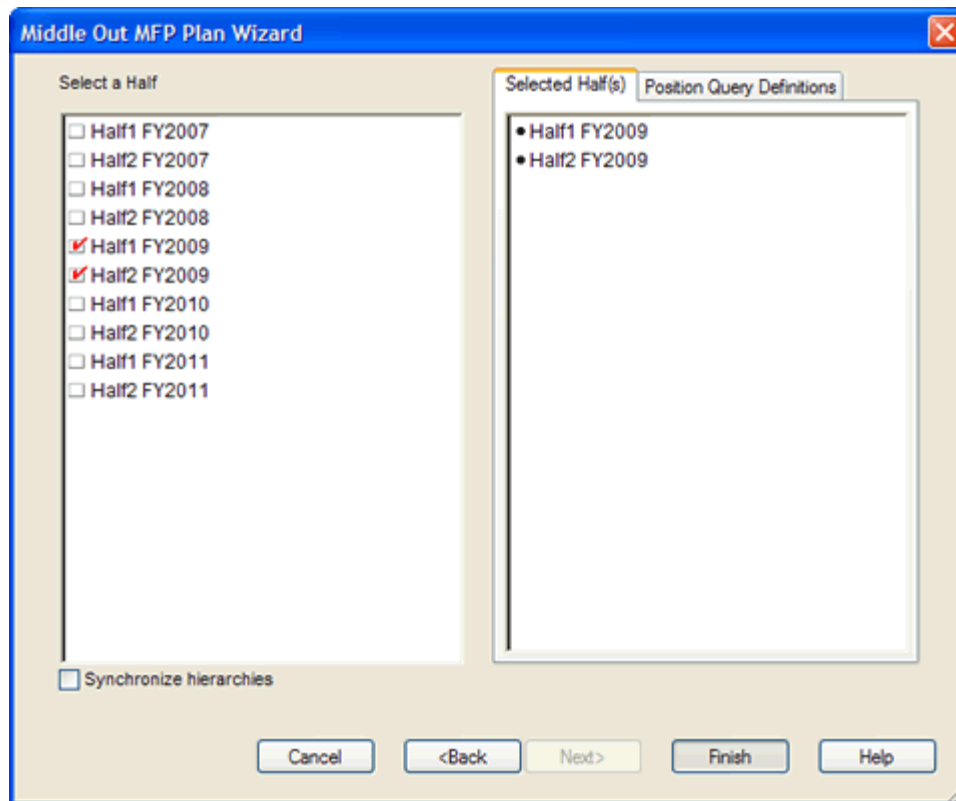 Middle Out MFP Plan Wizard
Select a Half
Half1 FY2007
Half2 FY2007
Half1 FY2008
Half2 FY2008
Half1 FY2009
Half2 FY2009
Half1 FY2010
Half2 FY2010
Half1 FY2011
Half2 FY2011
Synchronize hierarchies
Selected Half(s) Position Query Definitions
Half1 FY2009
Half2 FY2009
Cancel <Back Next> Finish Help